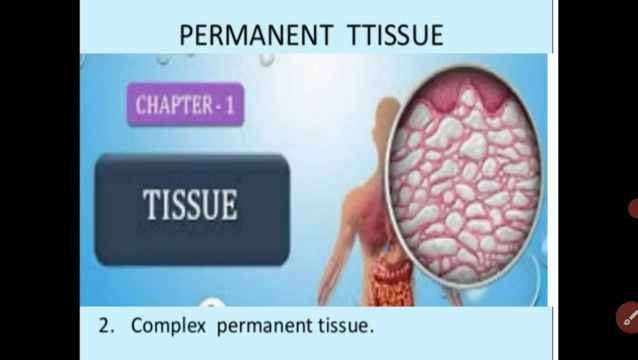 PERMANENT TTISSUE
CHAPTER - 1
TISSUE
2. Complex permanent tissue.